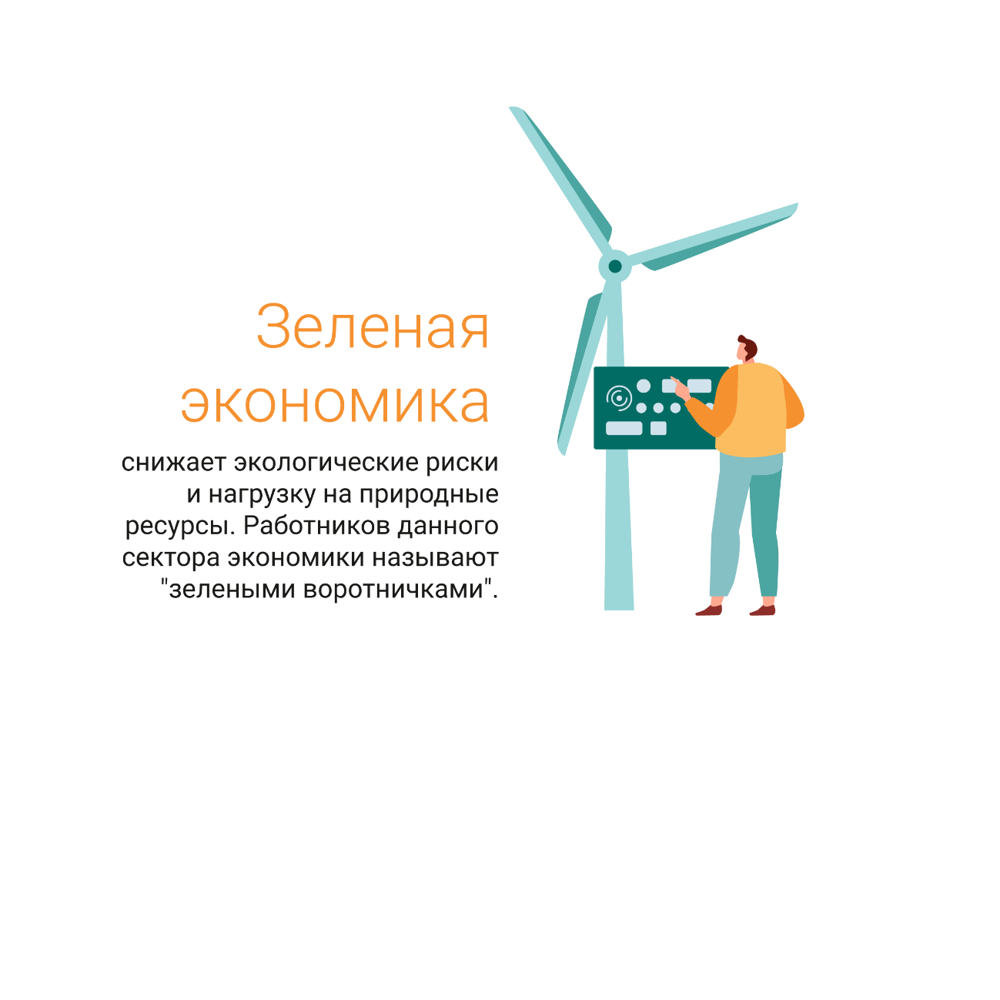 Зеленая
экономика
снижает экологические риски
и нагрузку на природные
ресурсы. Работников данного
сектора экономики называют
"зелеными воротничками".